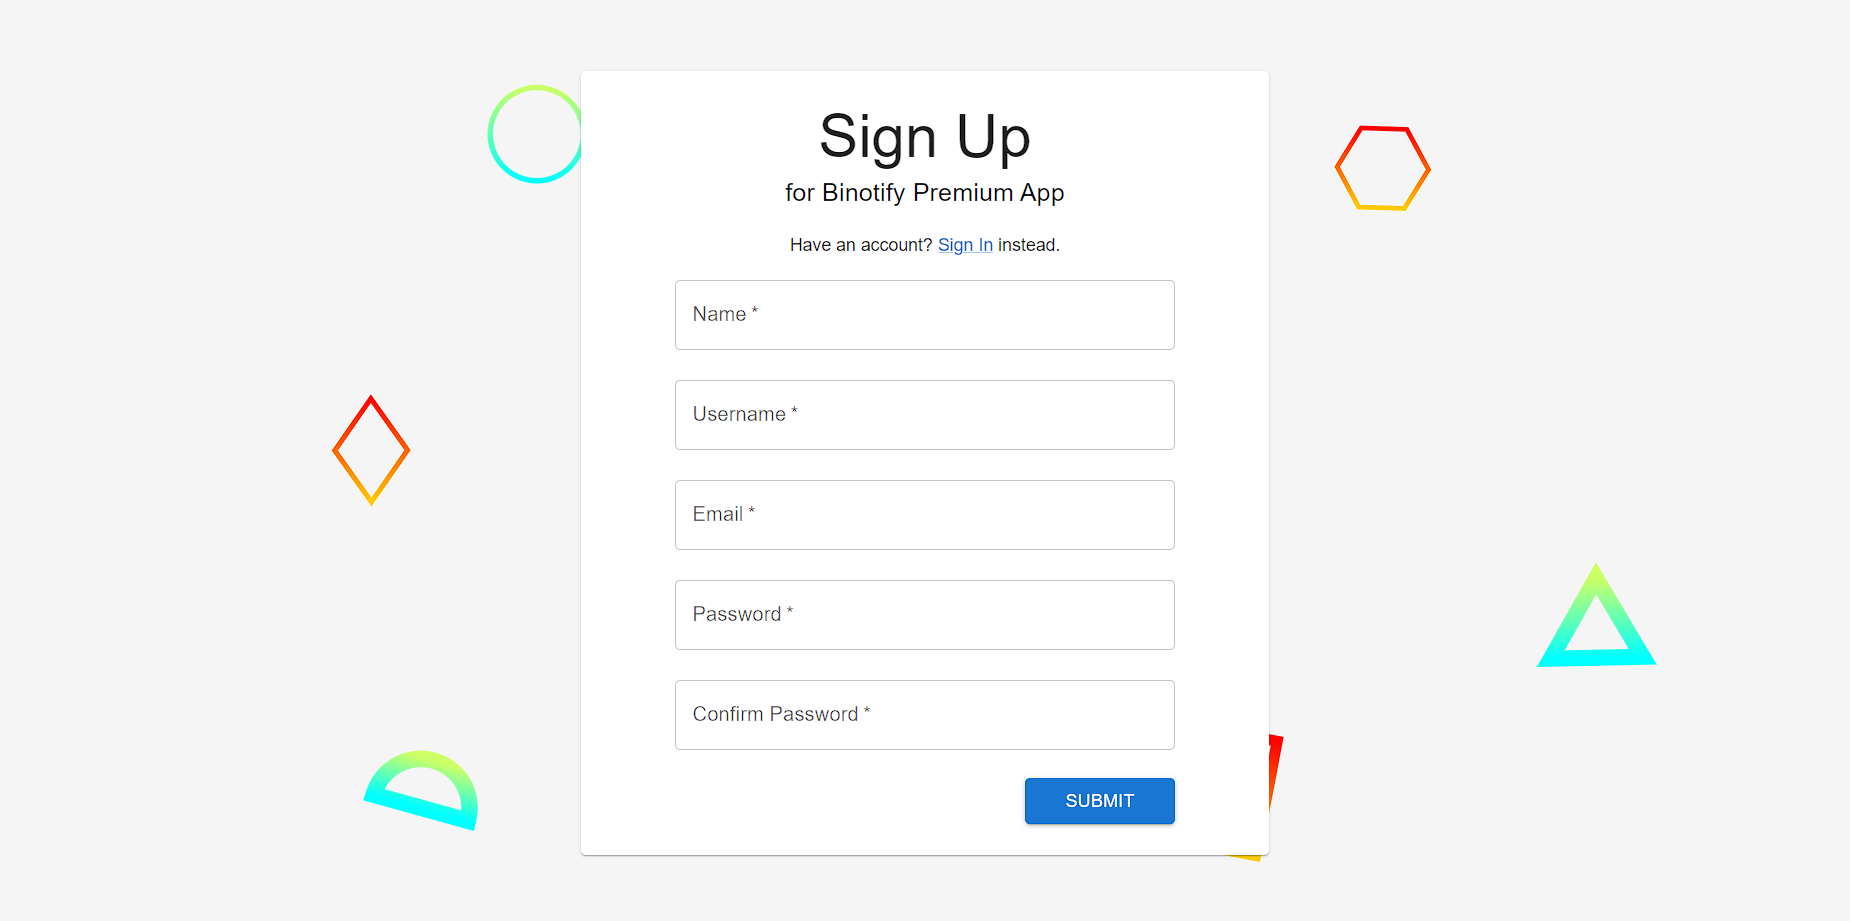 Sign Up
for Binotify Premium App
Have an account? Sign In instead.
Name *
Username *
Email *
Password *
Confirm Password *
SUBMIT